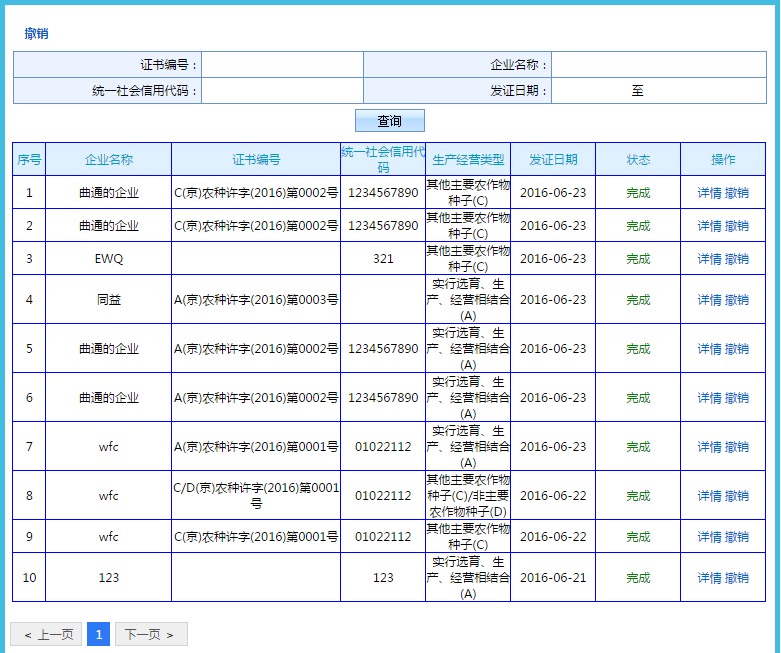 撤销
证书编号： 企业名称：
统一社会信用代码： 发证日期： 至
查询
序号 企业名称 证书编号 统一社会信用代码 生产经营类型 发证日期 状态 操作
1 曲通的企业 C(京)农种许字(2016)第0002号 1234567890 其他主要农作物种子(C) 2016-06-23 完成 详情 撤销
2 曲通的企业 C(京)农种许字(2016)第0002号 1234567890 其他主要农作物种子(C) 2016-06-23 完成 详情 撤销
3 EWQ 321 其他主要农作物种子(C) 2016-06-23 完成 详情 撤销
4 同益 A(京)农种许字(2016)第0003号 实行选育、生产、经营相结合(A) 2016-06-23 完成 详情 撤销
5 曲通的企业 A(京)农种许字(2016)第0002号 1234567890 实行选育、生产、经营相结合(A) 2016-06-23 完成 详情 撤销
6 曲通的企业 A(京)农种许字(2016)第0002号 1234567890 实行选育、生产、经营相结合(A) 2016-06-23 完成 详情 撤销
7 wfc A(京)农种许字(2016)第0001号 01022112 实行选育、生产、经营相结合(A) 2016-06-23 完成 详情 撤销
8 wfc C/D(京)农种许字(2016)第0001号 01022112 其他主要农作物种子(C)/非主要农作物种子(D) 2016-06-22 完成 详情 撤销
9 wfc C(京)农种许字(2016)第0001号 01022112 其他主要农作物种子(C) 2016-06-22 完成 详情 撤销
10 123 123 实行选育、生产、经营相结合(A) 2016-06-21 完成 详情 撤销
< 上一页 1 下一页 >